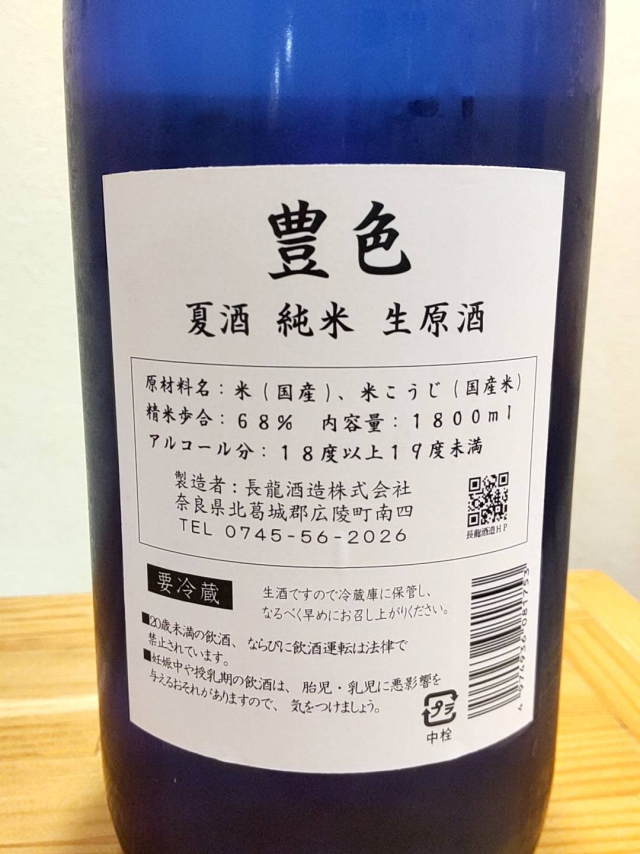 豊色
夏酒 純米 生原酒
原材料名：米（国産）、米こうじ（国産米）
精米歩合：68% 内容量：1800ml
アルコール分：18度以上19度未満
製造者：長龍酒造株式会社
奈良県北葛城郡広陵町南四
TEL 0745-56-2026
長龍酒造HP
要冷蔵
生酒ですので冷蔵庫に保管し、
なるべく早めにお召し上がりください。
■20歳未満の飲酒、ならびに飲酒運転は法律で
禁止されています。
■妊娠中や授乳期の飲酒は、胎児・乳児に悪影響を
与えるおそれがありますので、気をつけましょう。
プラ
中栓
4 974936 081753